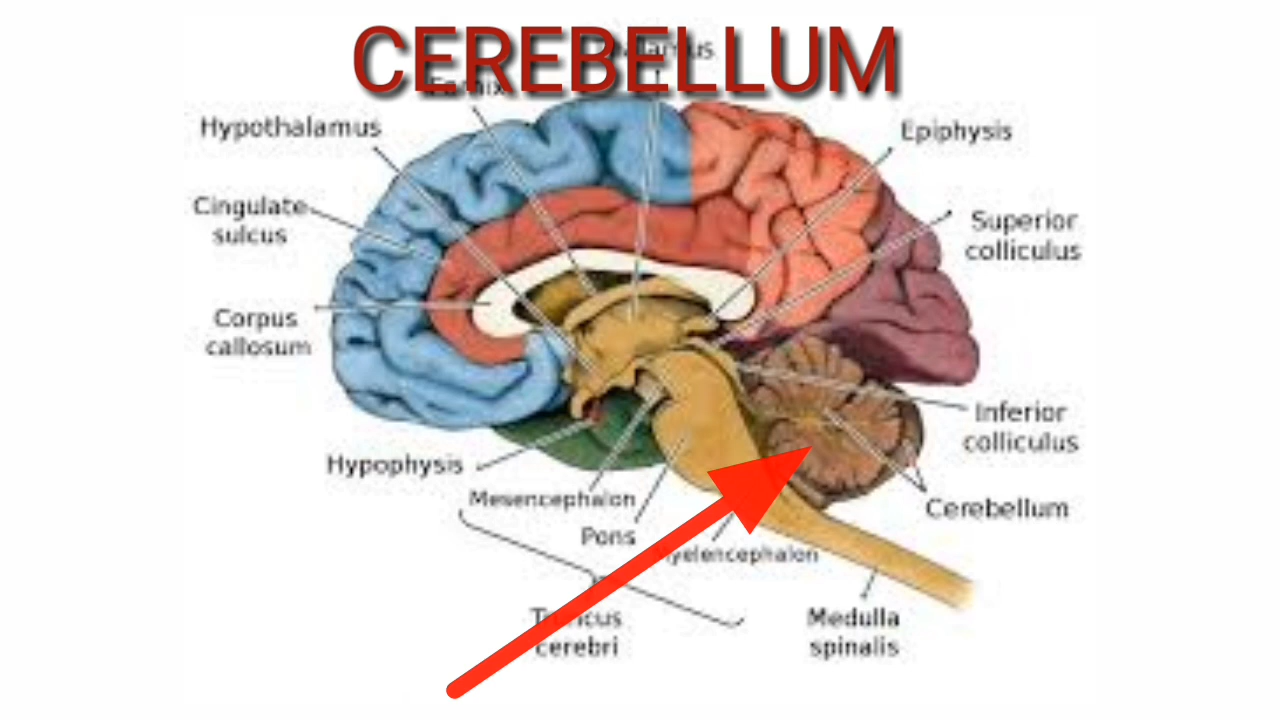 CEREBELLUM
Hypothalamus
Epiphysis
Cingulate
sulcus
Superior
colliculus
Corpus
callosum
Inferior
colliculus
Hypophysis
Mesencephalon
Cerebellum
Pons
cerebri
Medulla
spinalis